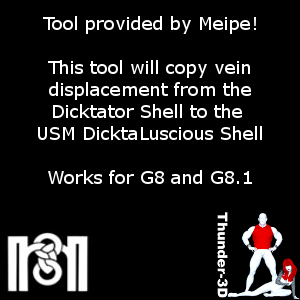 Tool provided by Meipe!
This tool will copy vein
displacement from the
Dicktator Shell to the
USM DicktaLuscious Shell
Works for G8 and G8.1
Thunder-3D